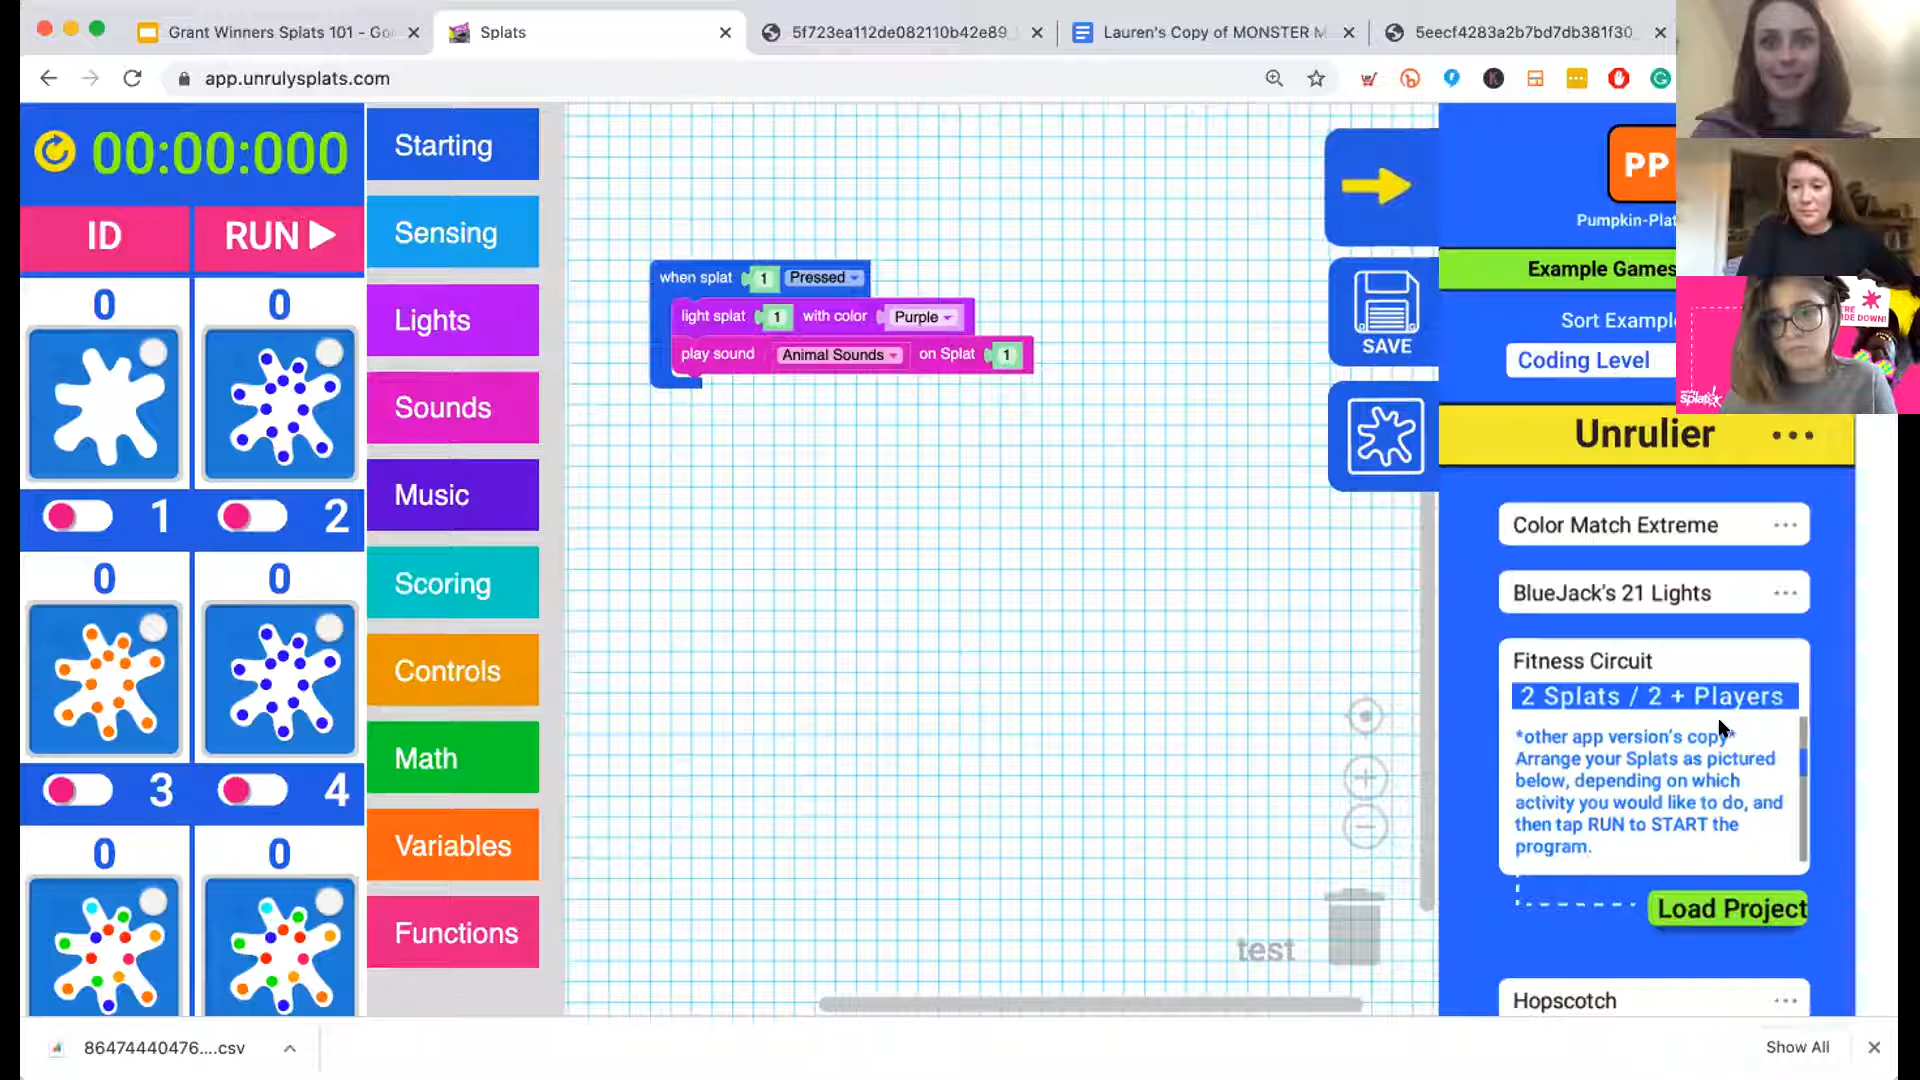 Grant Winners Splats 101 - Go
Splats
5f723ea112de082110b42e89
Lauren's Copy of MONSTER M
5eecf4283a2b7bd7db381f30
app.unrulysplats.com
00:00:000
ID
RUN
0
0
1
2
0
0
3
4
0
0
Starting
Sensing
Lights
Sounds
Music
Scoring
Controls
Math
Variables
Functions
when splat 1 Pressed
light splat 1 with color Purple
play sound Animal Sounds on Splat 1
test
SAVE
PP
Pumpkin-Plat
Example Games
Sort Example
Coding Level
Unrulier
Color Match Extreme
BlueJack's 21 Lights
Fitness Circuit
2 Splats / 2 + Players
*other app version's copy*
Arrange your Splats as pictured
below, depending on which
activity you would like to do, and
then tap RUN to START the
program.
Load Project
Hopscotch
IDE DOWN!
Splats
86474440476....csv
Show All